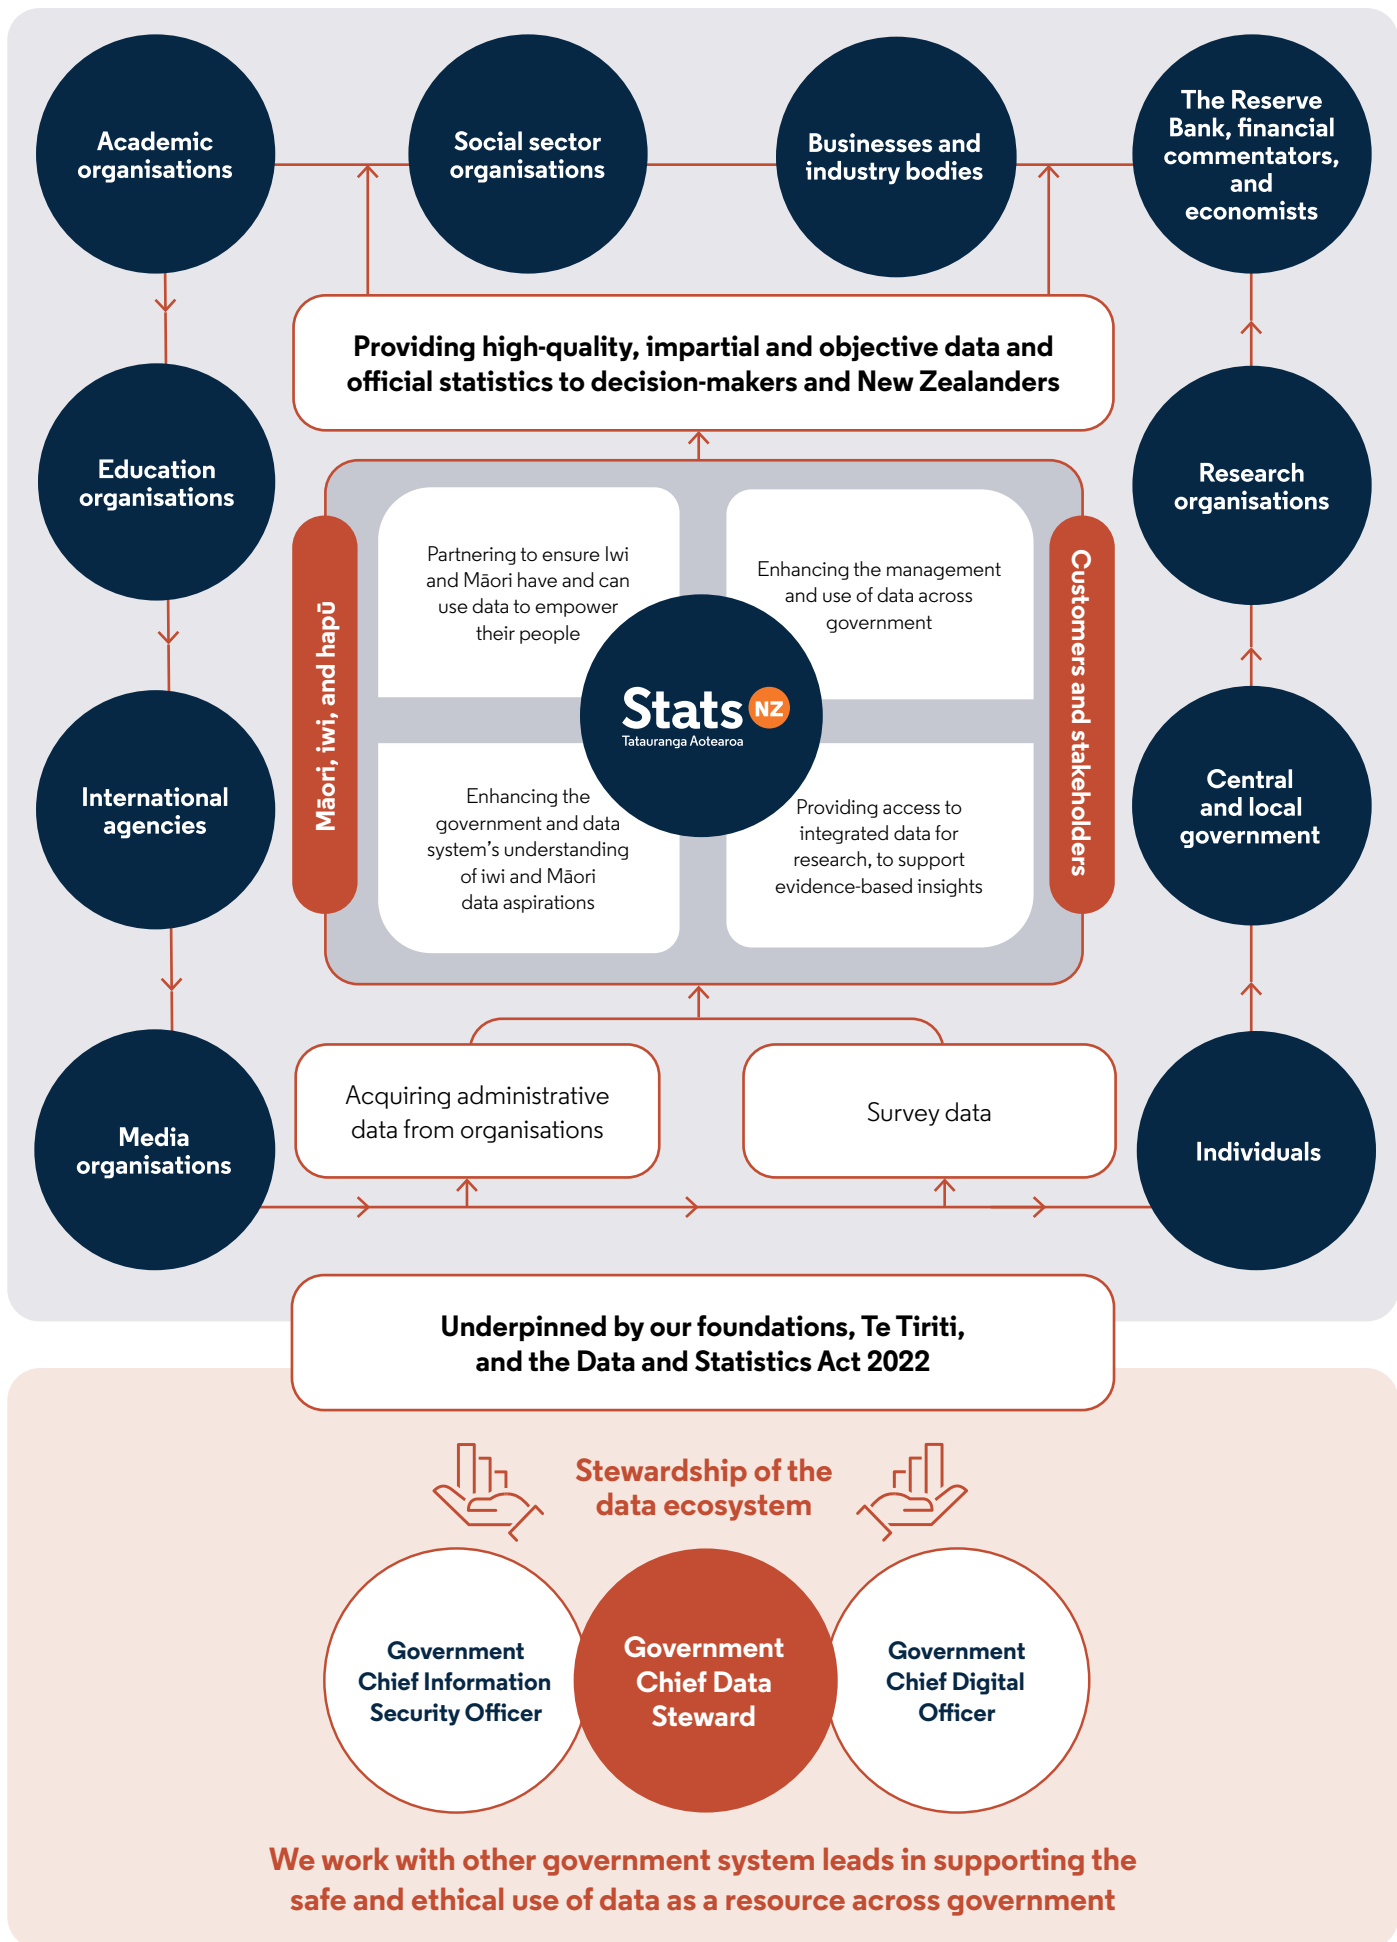 Academic
organisations
Social sector
organisations
Businesses and
industry bodies
The Reserve
Bank, financial
commentators,
and
economists
Providing high-quality, impartial and objective data and
official statistics to decision-makers and New Zealanders
Education
organisations
Research
organisations
Māori, iwi, and hapū
Partnering to ensure Iwi
and Māori have and can
use data to empower
their people
Enhancing the management
and use of data across
government
Customers and stakeholders
Stats NZ
Tatauranga Aotearoa
International
agencies
Enhancing the
government and data
system's understanding
of iwi and Māori
data aspirations
Providing access to
integrated data for
research, to support
evidence-based insights
Central
and local
government
Media
organisations
Acquiring administrative
data from organisations
Survey data
Individuals
Underpinned by our foundations, Te Tiriti,
and the Data and Statistics Act 2022
Stewardship of the
data ecosystem
Government
Chief Information
Security Officer
Government
Chief Data
Steward
Government
Chief Digital
Officer
We work with other government system leads in supporting the
safe and ethical use of data as a resource across government